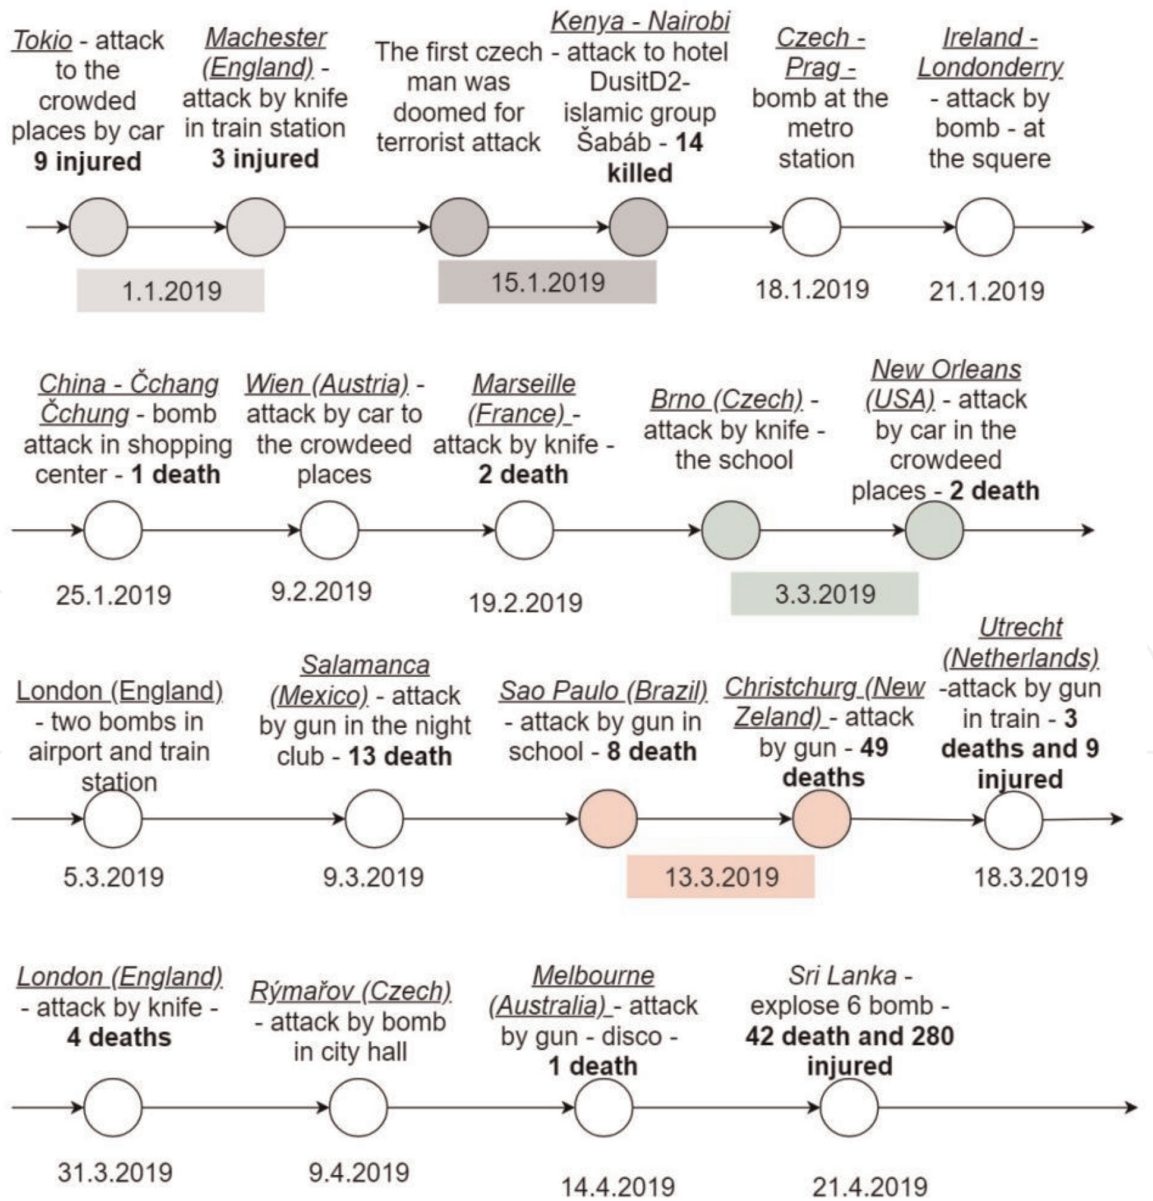 Tokio - attack
to the
crowded
places by car
9 injured
Machester
(England) -
attack by knife
in train station
3 injured
The first czech
man was
doomed for
terrorist attack
Kenya - Nairobi
- attack to hotel
DusitD2-
islamic group
Šabáb - 14
killed
Czech -
Prag -
bomb at the
metro
station
Ireland -
Londonderry
- attack by
bomb - at
the squere
1.1.2019
15.1.2019
18.1.2019
21.1.2019
China - Čchang
Čchung - bomb
attack in shopping
center - 1 death
Wien (Austria) -
attack by car to
the crowdeed
places
Marseille
(France) -
attack by knife -
2 death
Brno (Czech) -
attack by knife -
the school
New Orleans
(USA) - attack
by car in the
crowdeed
places - 2 death
25.1.2019
9.2.2019
19.2.2019
3.3.2019
London (England)
- two bombs in
airport and train
station
Salamanca
(Mexico) - attack
by gun in the night
club - 13 death
Sao Paulo (Brazil)
- attack by gun in
school - 8 death
Christchurg (New
Zeland) - attack
by gun - 49
deaths
Utrecht
(Netherlands)
-attack by gun
in train - 3
deaths and 9
injured
5.3.2019
9.3.2019
13.3.2019
18.3.2019
London (England)
- attack by knife -
4 deaths
Rýmařov (Czech)
- attack by bomb
in city hall
Melbourne
(Australia) - attack
by gun - disco -
1 death
Sri Lanka -
explose 6 bomb -
42 death and 280
injured
31.3.2019
9.4.2019
14.4.2019
21.4.2019